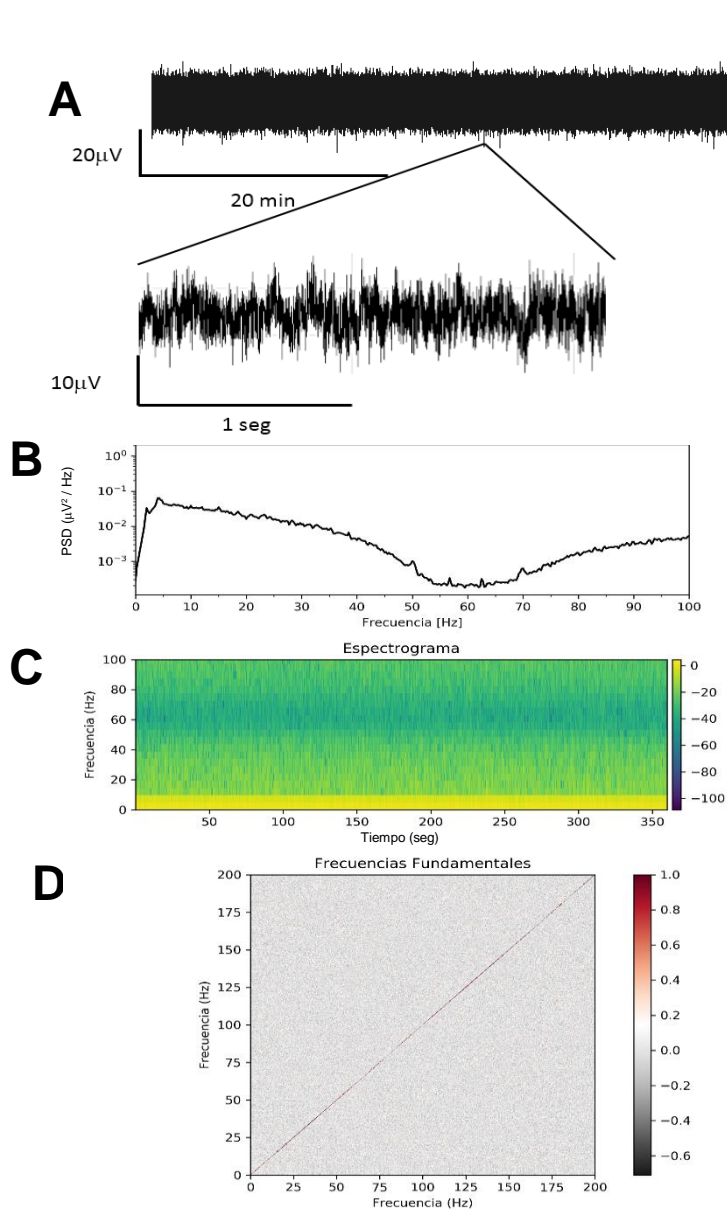 A
20μV
20 min
10μV
1 seg
B
PSD (μV² / Hz)
10⁰
10⁻¹
10⁻²
10⁻³
0 10 20 30 40 50 60 70 80 90 100
Frecuencia [Hz]
C
Espectrograma
Frecuencia (Hz)
100
80
60
40
20
0
50 100 150 200 250 300 350
Tiempo (seg)
0
−20
−40
−60
−80
−100
D
Frecuencias Fundamentales
Frecuencia (Hz)
200
175
150
125
100
75
50
25
0
0 25 50 75 100 125 150 175 200
Frecuencia (Hz)
1.0
0.8
0.6
0.4
0.2
0.0
−0.2
−0.4
−0.6